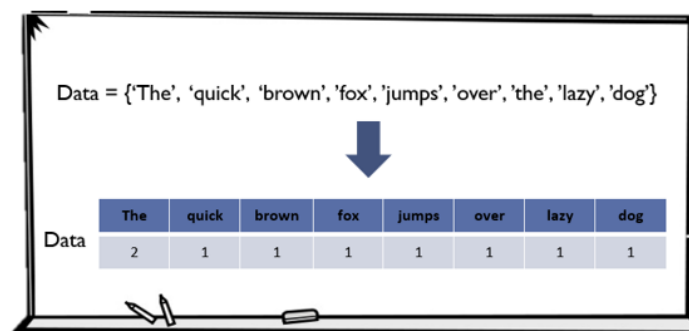 Data = {‘The’, ‘quick’, ‘brown’, ’fox’, ’jumps’, ’over’, ’the’, ’lazy’, ’dog’}
The quick brown fox jumps over lazy dog
Data 2 1 1 1 1 1 1 1